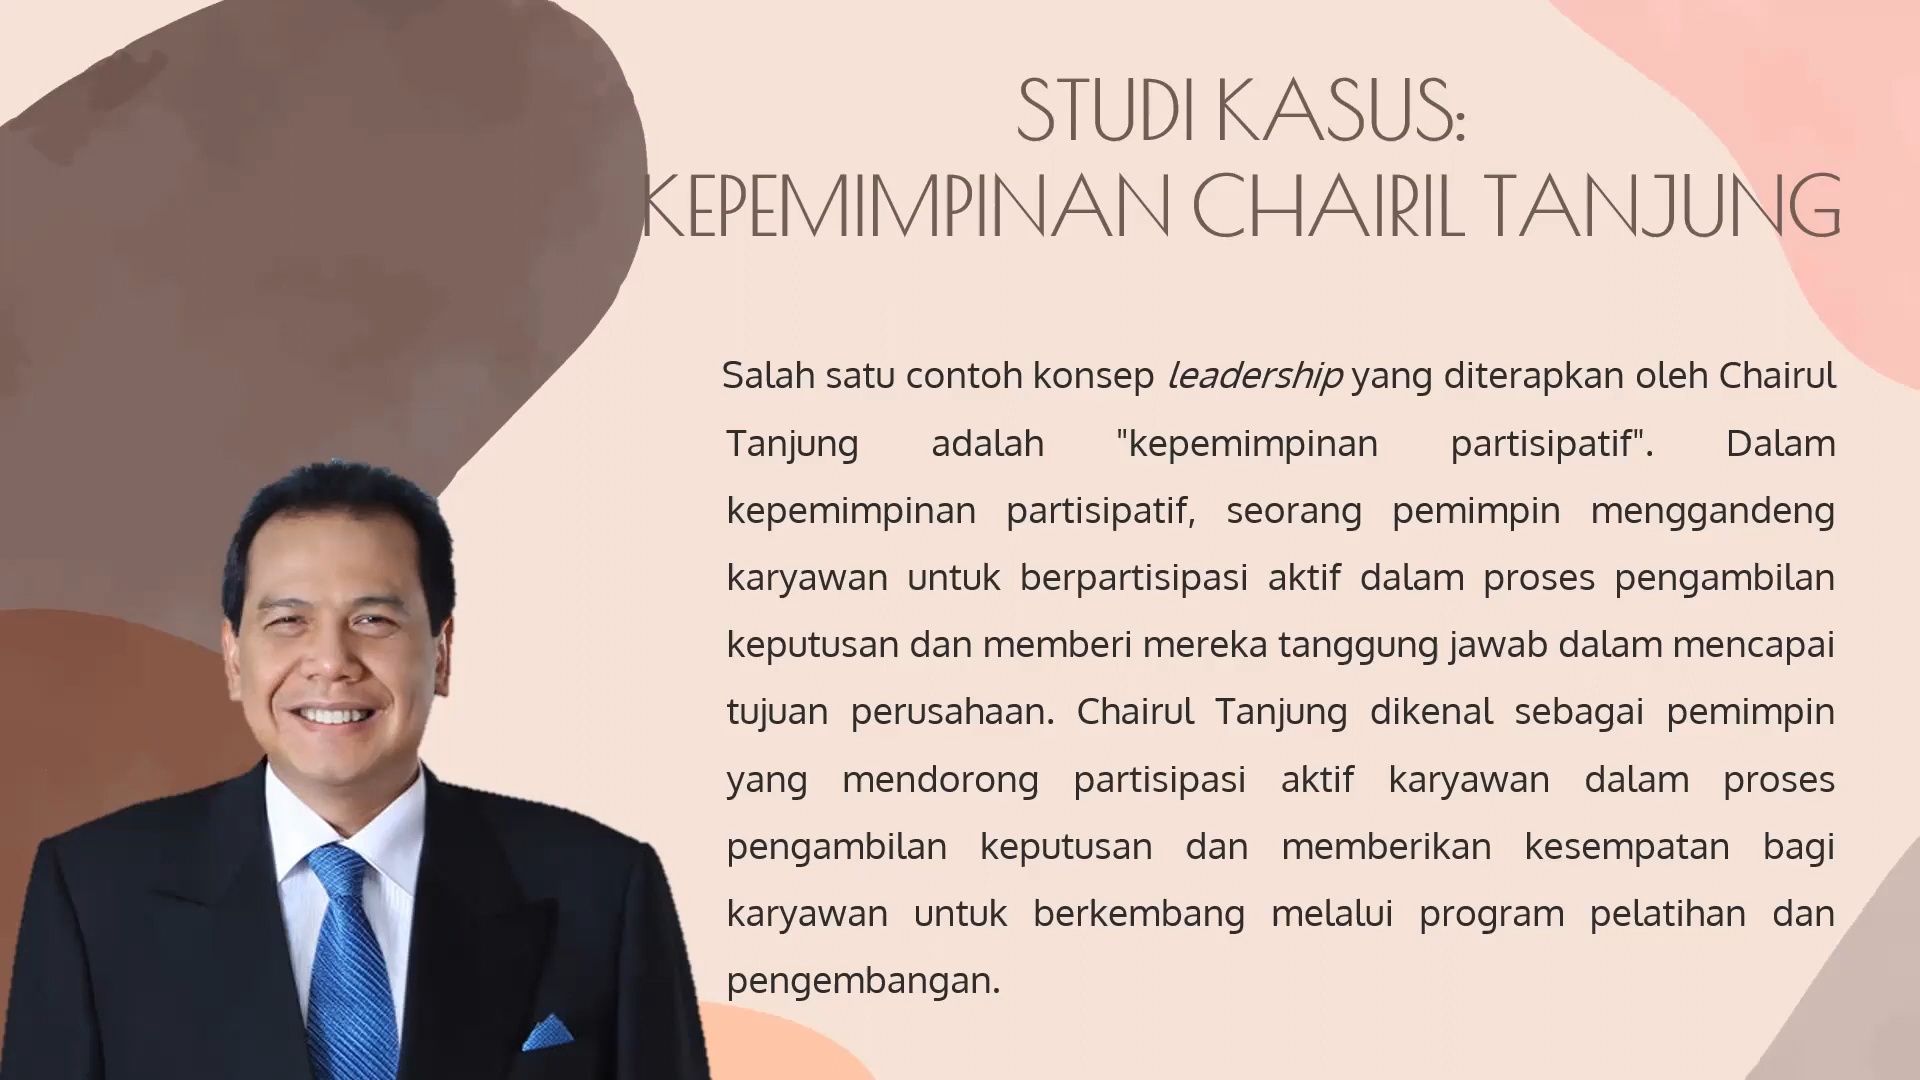 STUDI KASUS:
KEPEMIMPINAN CHAIRIL TANJUNG
Salah satu contoh konsep leadership yang diterapkan oleh Chairul
Tanjung adalah "kepemimpinan partisipatif". Dalam
kepemimpinan partisipatif, seorang pemimpin menggandeng
karyawan untuk berpartisipasi aktif dalam proses pengambilan
keputusan dan memberi mereka tanggung jawab dalam mencapai
tujuan perusahaan. Chairul Tanjung dikenal sebagai pemimpin
yang mendorong partisipasi aktif karyawan dalam proses
pengambilan keputusan dan memberikan kesempatan bagi
karyawan untuk berkembang melalui program pelatihan dan
pengembangan.